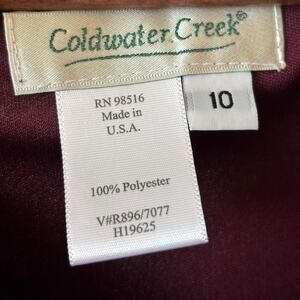 Coldwater Creek®
10
RN 98516
Made in
U.S.A.
100% Polyester
V#R896/7077
H19625